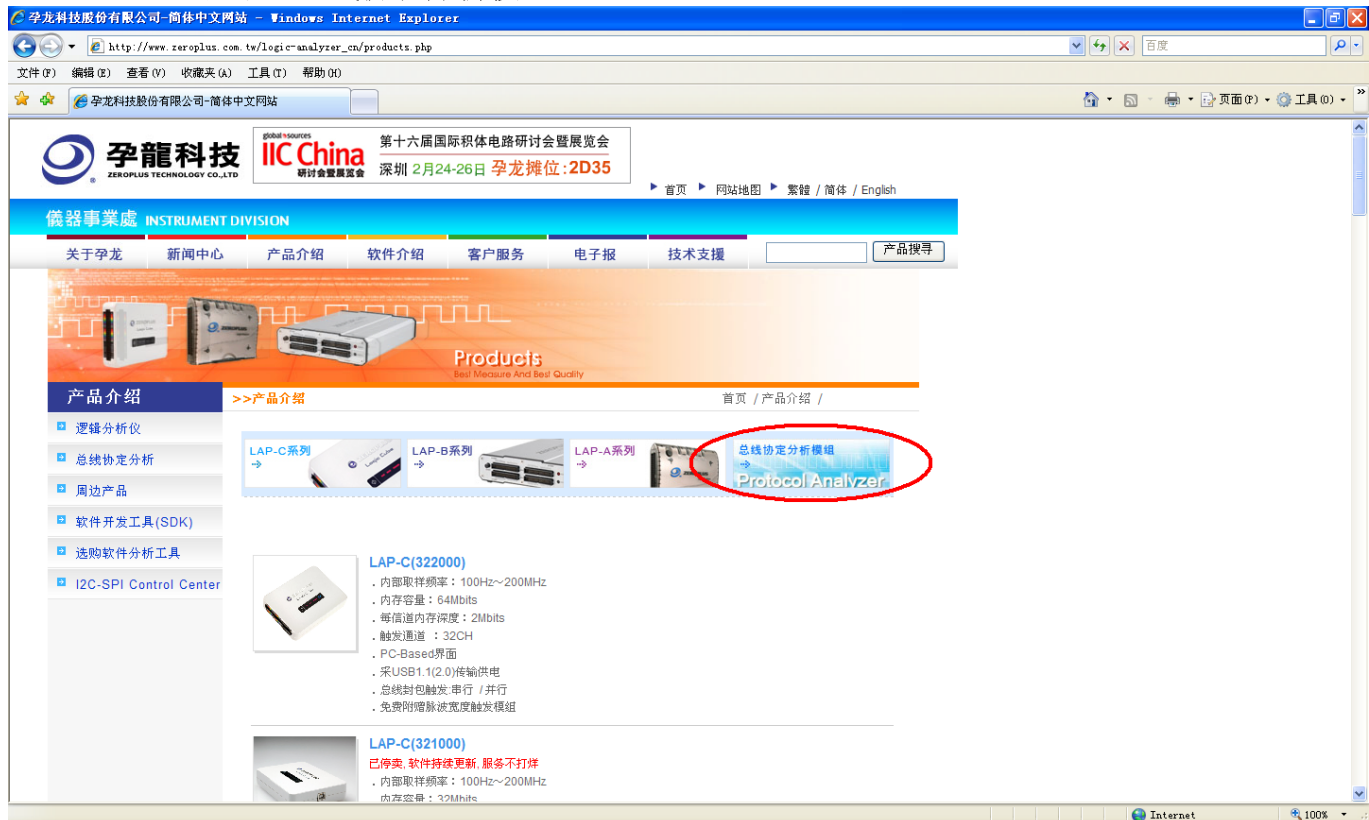 孕龙科技股份有限公司-简体中文网站 - Windows Internet Explorer
http://www.zeroplus.com.tw/logic-analyzer_cn/products.php
百度
文件(F) 编辑(E) 查看(V) 收藏夹(A) 工具(T) 帮助(H)
孕龙科技股份有限公司-简体中文网站
页面(P) 工具(O)
孕龍科技
ZEROPLUS TECHNOLOGY CO.,LTD
global sources
IIC China
研讨会暨展览会
第十六届国际积体电路研讨会暨展览会
深圳 2月24-26日 孕龙摊位:2D35
首页 网站地图 繁體 / 简体 / English
儀器事業處 INSTRUMENT DIVISION
关于孕龙 新闻中心 产品介绍 软件介绍 客户服务 电子报 技术支援 产品搜寻
Products
Best Measure And Best Quality
产品介绍
逻辑分析仪
总线协定分析
周边产品
软件开发工具(SDK)
选购软件分析工具
I2C-SPI Control Center
>>产品介绍 首页 / 产品介绍 /
LAP-C系列
LAP-B系列
LAP-A系列
总线协定分析模组
Protocol Analyzer
LAP-C(322000)
. 内部取样频率：100Hz～200MHz
. 内存容量：64Mbits
. 每信道内存深度：2Mbits
. 触发通道 ：32CH
. PC-Based界面
. 采USB1.1(2.0)传输供电
. 总线封包触发:串行 / 并行
. 免费附赠脉波宽度触发模组
LAP-C(321000)
已停卖, 软件持续更新, 服务不打烊
. 内部取样频率：100Hz～200MHz
. 内存容量：32Mbits
Internet 100%